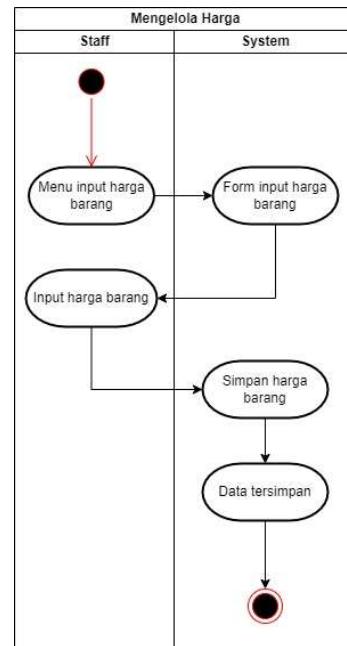 Mengelola Harga
Staff
System
Menu input harga
barang
Form input harga
barang
Input harga barang
Simpan harga
barang
Data tersimpan